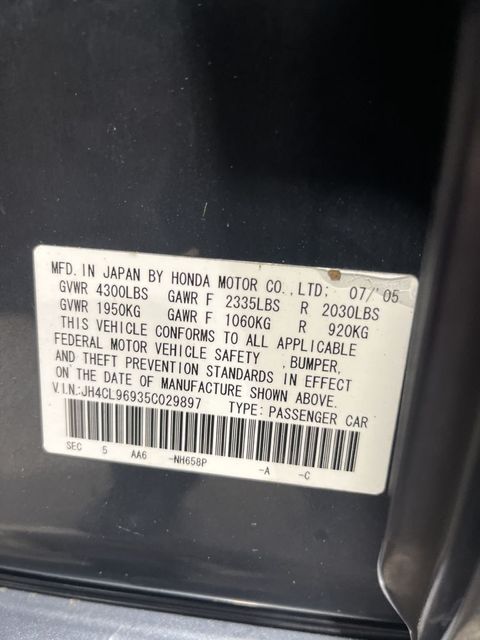 MFD. IN JAPAN BY HONDA MOTOR CO., LTD; 07/'05
GVWR 4300LBS GAWR F 2335LBS R 2030LBS
GVWR 1950KG GAWR F 1060KG R 920KG
THIS VEHICLE CONFORMS TO ALL APPLICABLE
FEDERAL MOTOR VEHICLE SAFETY , BUMPER,
AND THEFT PREVENTION STANDARDS IN EFFECT
ON THE DATE OF MANUFACTURE SHOWN ABOVE.
V.I.N.:JH4CL96935C029897 TYPE: PASSENGER CAR
SEC 5 AA6 -NH658P -A -C